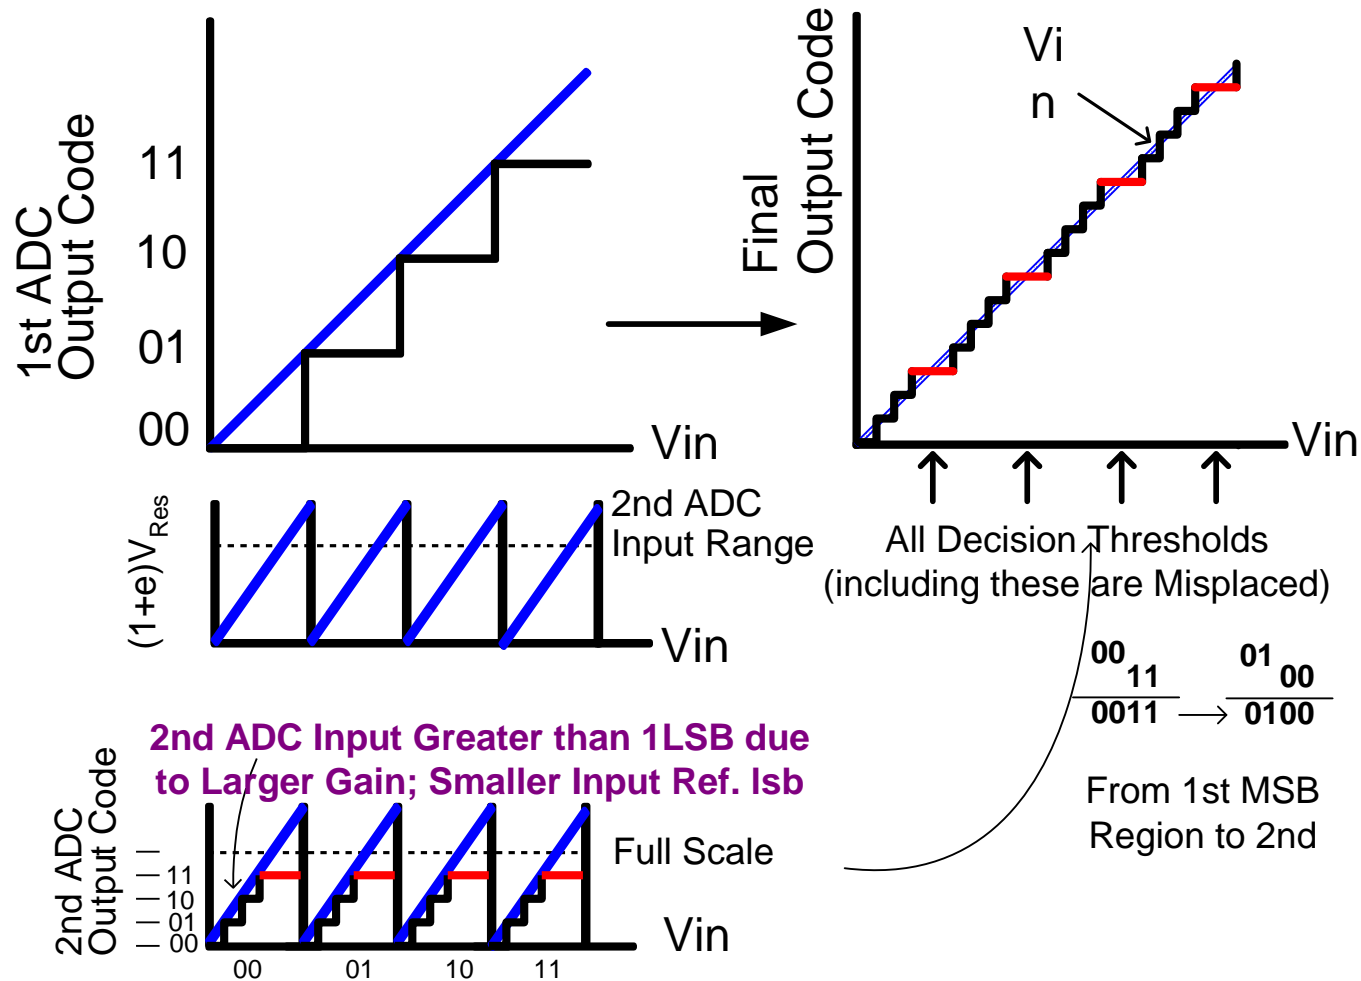 1st ADC
Output Code
11
10
01
00
Vin
Final
Output Code
Vi
n
Vin
All Decision Thresholds
(including these are Misplaced)
(1+e)VRes
2nd ADC
Input Range
Vin
00
11
0011
01
00
0100
From 1st MSB
Region to 2nd
2nd ADC Input Greater than 1LSB due
to Larger Gain; Smaller Input Ref. lsb
2nd ADC
Output Code
11
10
01
00
Full Scale
Vin
00 01 10 11